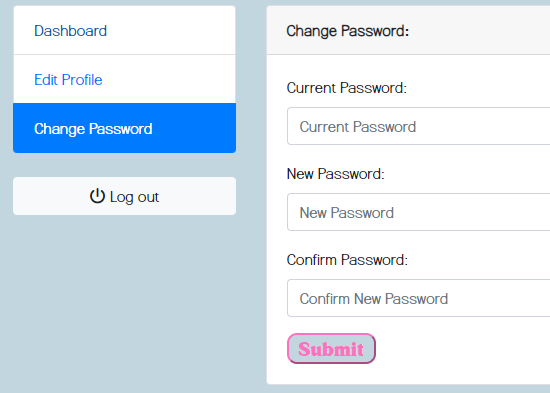 Dashboard
Edit Profile
Change Password
Log out
Change Password:
Current Password:
Current Password
New Password:
New Password
Confirm Password:
Confirm New Password
Submit